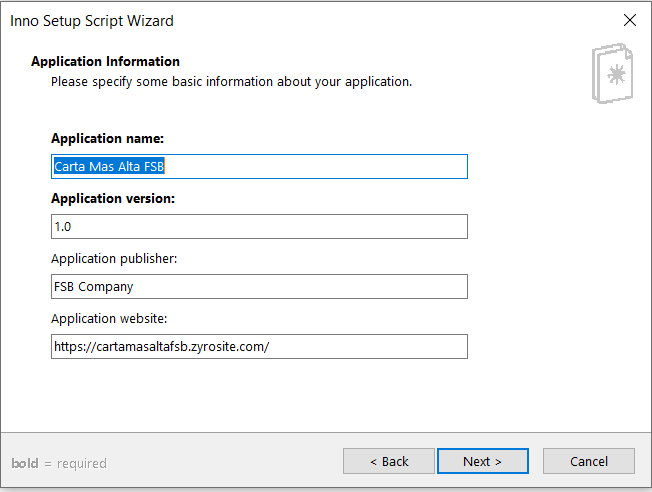 Inno Setup Script Wizard
Application Information
Please specify some basic information about your application.
Application name:
Carta Mas Alta FSB
Application version:
1.0
Application publisher:
FSB Company
Application website:
https://cartamasaltafsb.zyrosite.com/
bold = required
< Back
Next >
Cancel